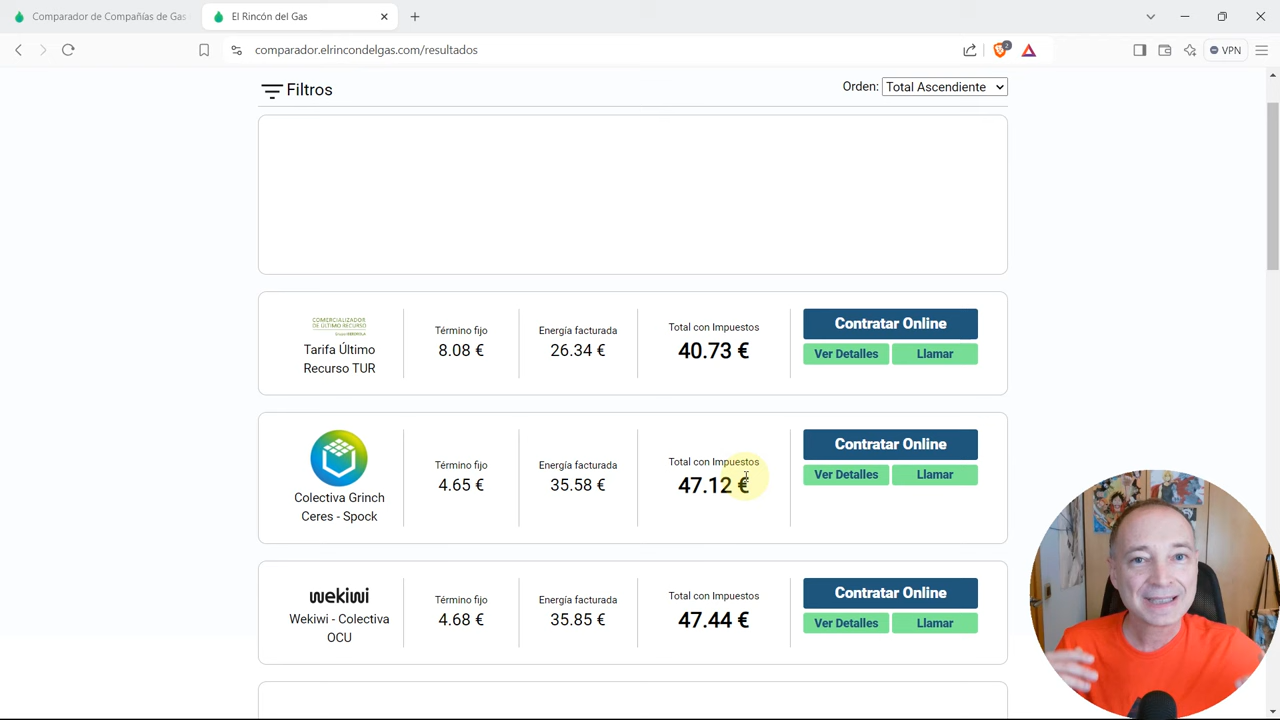 Comparador de Compañías de Gas
El Rincón del Gas
comparador.elrincondelgas.com/resultados
2
VPN
Filtros
Orden: Total Ascendiente
COMERCIALIZADOR
DE ÚLTIMO RECURSO
Grupo IBERDROLA
Tarifa Último
Recurso TUR
Término fijo
8.08 €
Energía facturada
26.34 €
Total con Impuestos
40.73 €
Contratar Online
Ver Detalles
Llamar
Colectiva Grinch
Ceres - Spock
Término fijo
4.65 €
Energía facturada
35.58 €
Total con Impuestos
47.12 €
Contratar Online
Ver Detalles
Llamar
wekiwi
Wekiwi - Colectiva
OCU
Término fijo
4.68 €
Energía facturada
35.85 €
Total con Impuestos
47.44 €
Contratar Online
Ver Detalles
Llamar